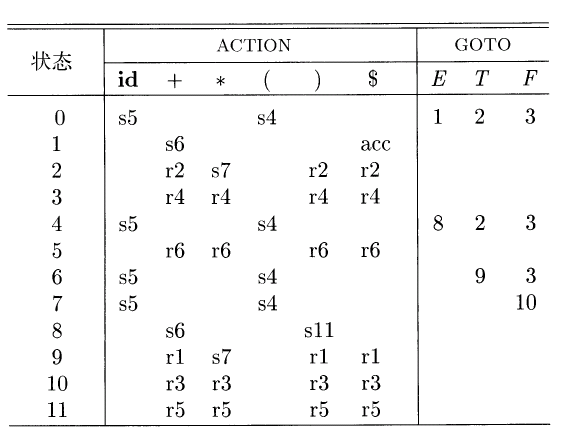 状态 ACTION GOTO
id + * ( ) $ E T F
0 s5 s4 1 2 3
1 s6 acc
2 r2 s7 r2 r2
3 r4 r4 r4 r4
4 s5 s4 8 2 3
5 r6 r6 r6 r6
6 s5 s4 9 3
7 s5 s4 10
8 s6 s11
9 r1 s7 r1 r1
10 r3 r3 r3 r3
11 r5 r5 r5 r5